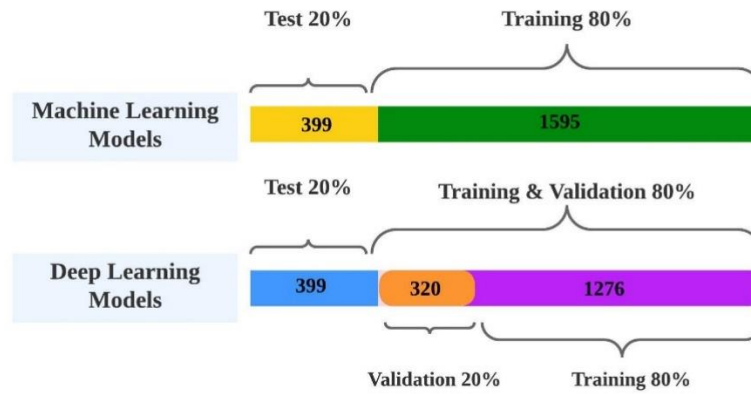 Test 20%
Training 80%
Machine Learning
Models
399
1595
Test 20%
Training & Validation 80%
Deep Learning
Models
399
320
1276
Validation 20%
Training 80%